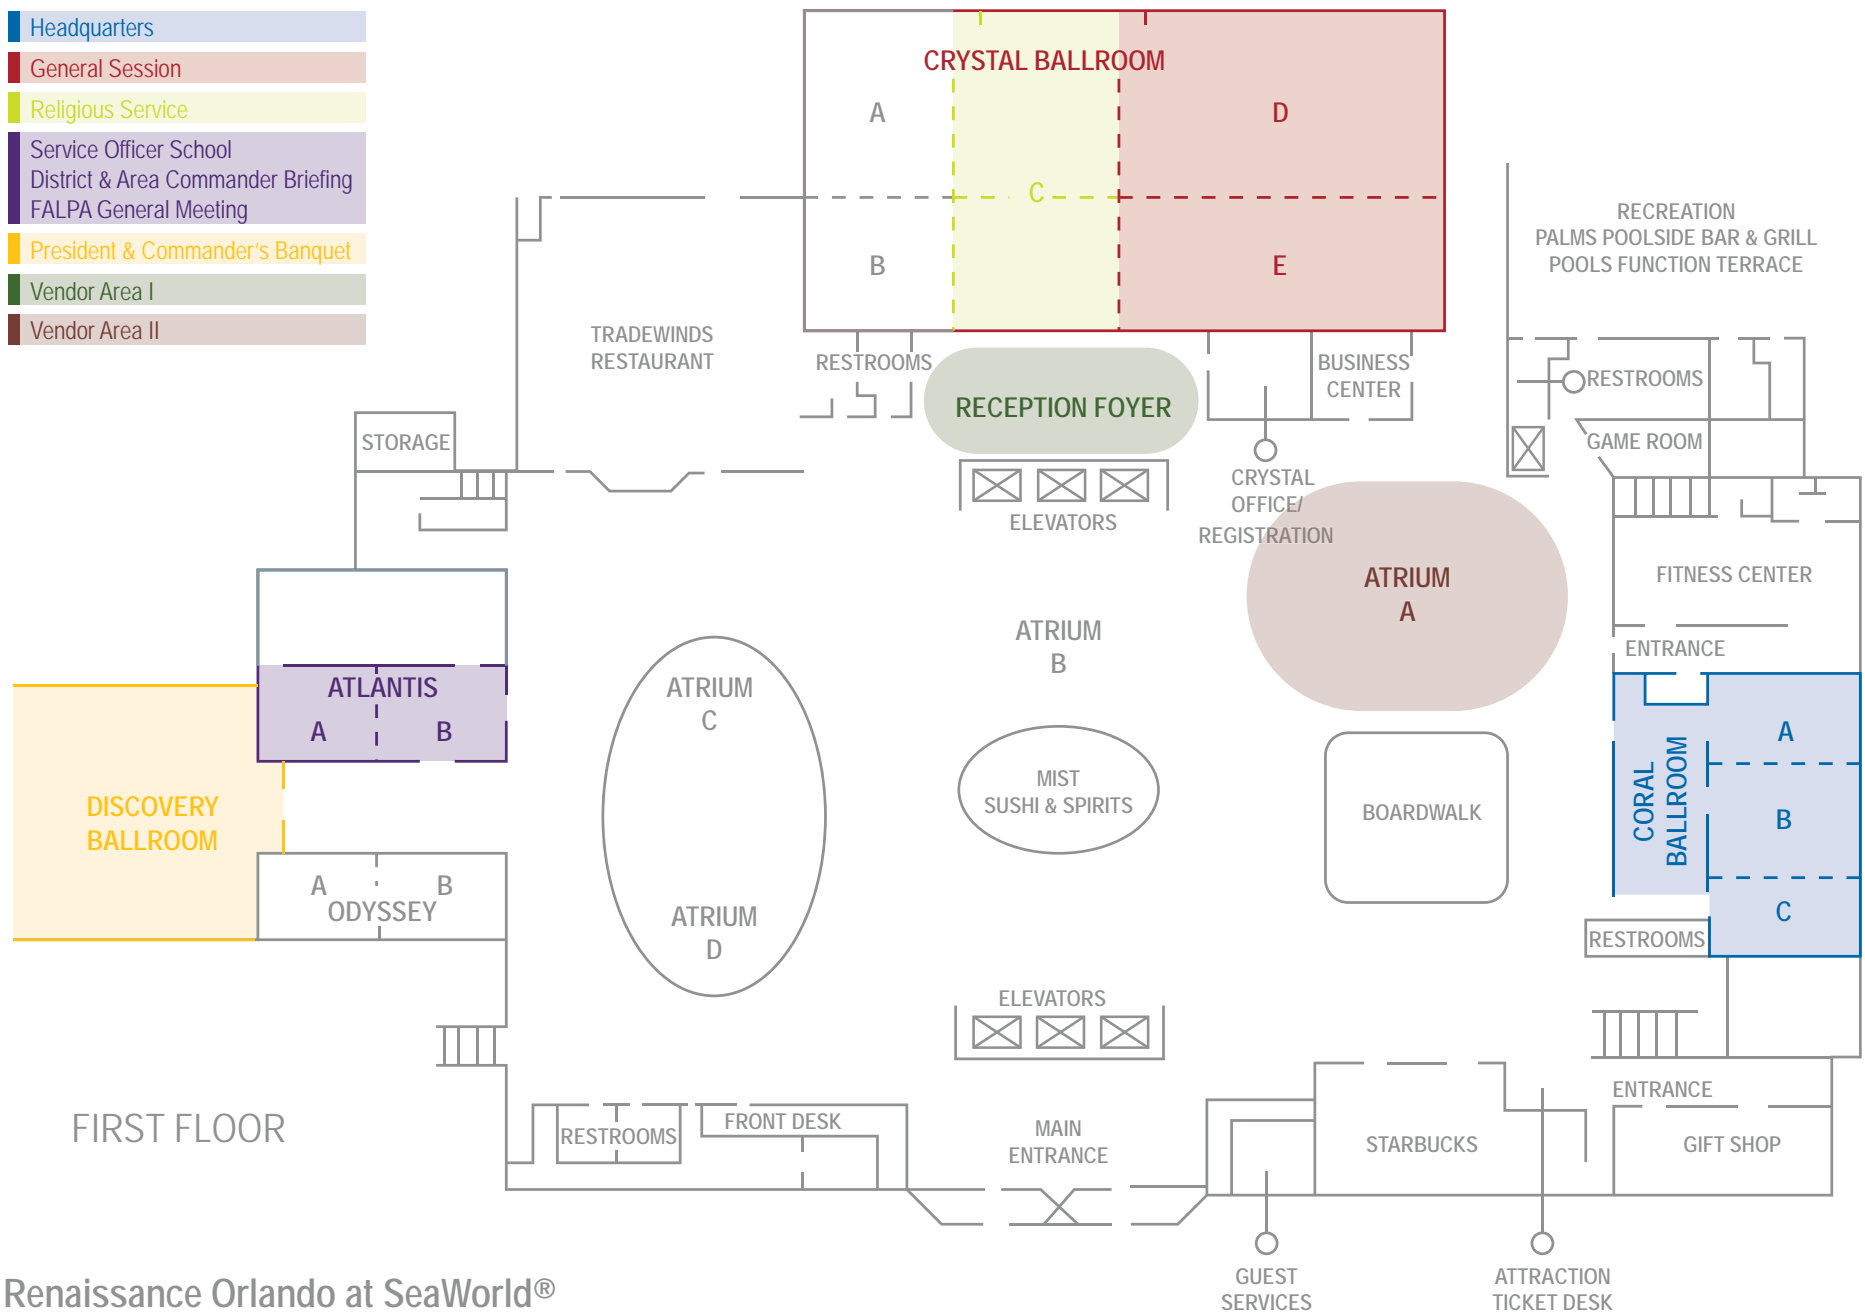 Headquarters
General Session
Religious Service
Service Officer School
District & Area Commander Briefing
FALPA General Meeting
President & Commander's Banquet
Vendor Area I
Vendor Area II
CRYSTAL BALLROOM
A
D
C
B
E
RECREATION
PALMS POOLSIDE BAR & GRILL
POOLS FUNCTION TERRACE
TRADEWINDS
RESTAURANT
RESTROOMS
RECEPTION FOYER
BUSINESS
CENTER
RESTROOMS
STORAGE
GAME ROOM
ELEVATORS
CRYSTAL
OFFICE/
REGISTRATION
ATRIUM
A
FITNESS CENTER
ATRIUM
B
ENTRANCE
ATLANTIS
A
B
ATRIUM
C
CORAL
BALLROOM
A
B
C
DISCOVERY
BALLROOM
MIST
SUSHI & SPIRITS
BOARDWALK
A
B
ODYSSEY
ATRIUM
D
RESTROOMS
ELEVATORS
FIRST FLOOR
RESTROOMS
FRONT DESK
MAIN
ENTRANCE
STARBUCKS
ENTRANCE
GIFT SHOP
GUEST
SERVICES
ATTRACTION
TICKET DESK
Renaissance Orlando at SeaWorld®